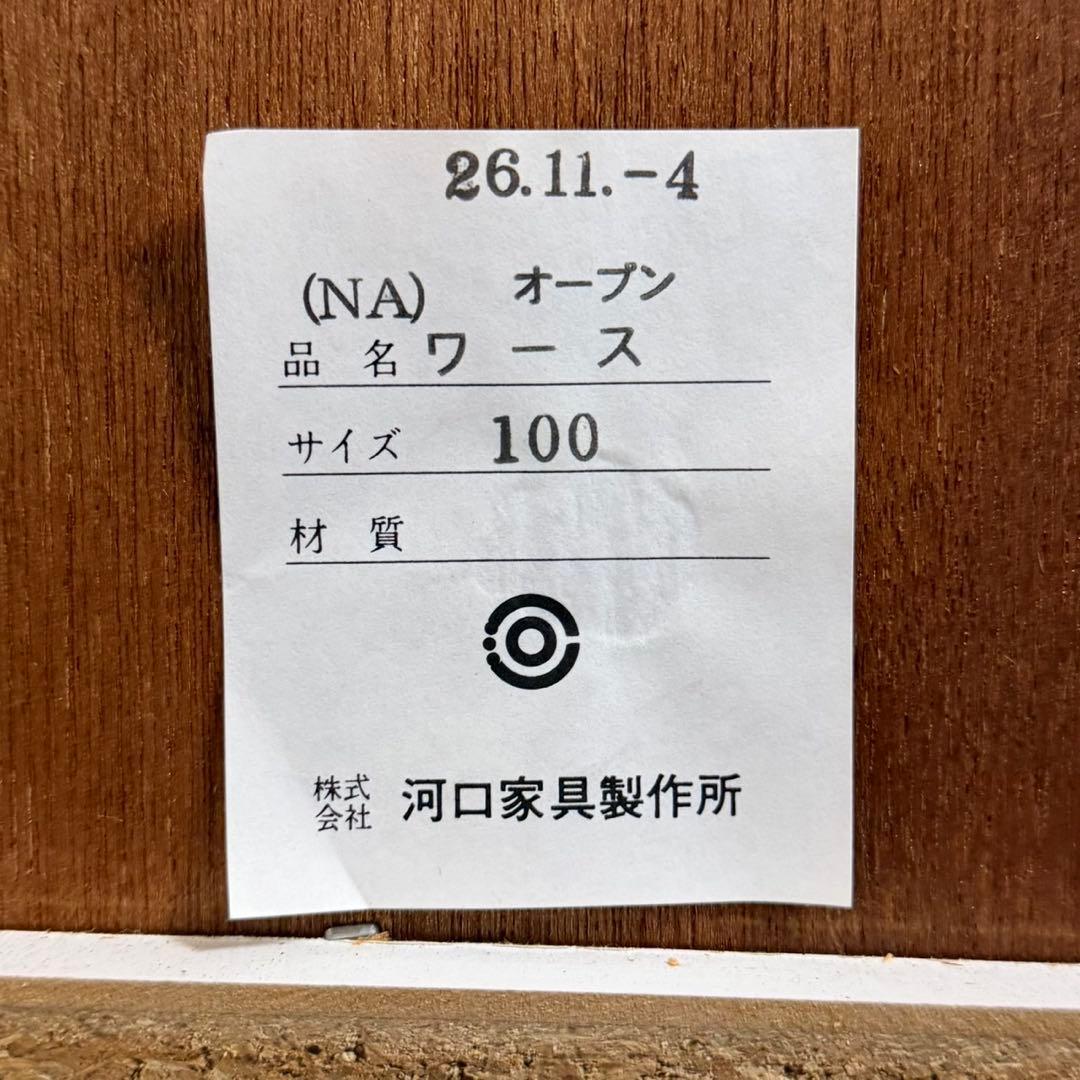 26.11.-4
(NA) オープン
品名 ワース
サイズ 100
材質
株式会社 河口家具製作所